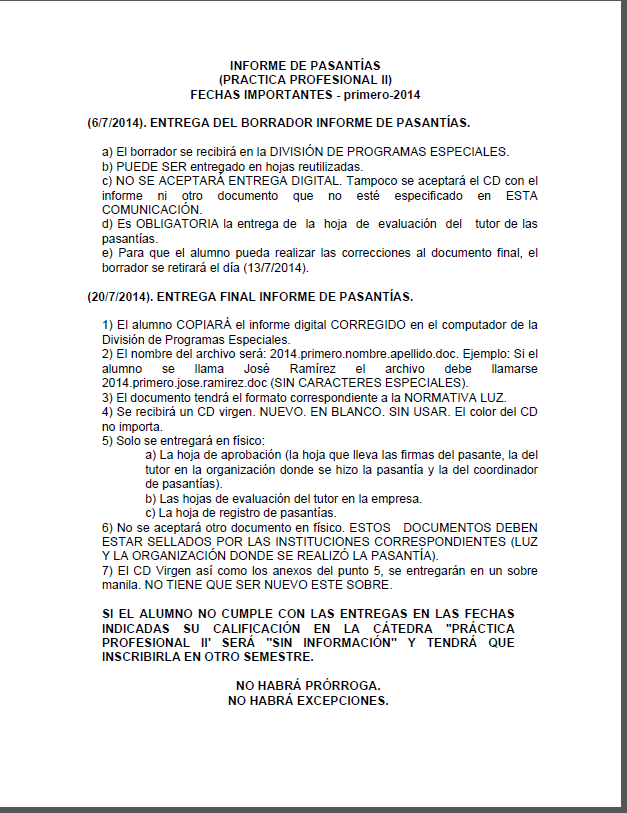 INFORME DE PASANTÍAS
(PRACTICA PROFESIONAL II)
FECHAS IMPORTANTES - primero-2014
(6/7/2014). ENTREGA DEL BORRADOR INFORME DE PASANTÍAS.
a) El borrador se recibirá en la DIVISIÓN DE PROGRAMAS ESPECIALES.
b) PUEDE SER entregado en hojas reutilizadas.
c) NO SE ACEPTARÁ ENTREGA DIGITAL. Tampoco se aceptará el CD con el
informe ni otro documento que no esté especificado en ESTA
COMUNICACIÓN.
d) Es OBLIGATORIA la entrega de la hoja de evaluación del tutor de las
pasantías.
e) Para que el alumno pueda realizar las correcciones al documento final, el
borrador se retirará el día (13/7/2014).
(20/7/2014). ENTREGA FINAL INFORME DE PASANTÍAS.
1) El alumno COPIARÁ el informe digital CORREGIDO en el computador de la
División de Programas Especiales.
2) El nombre del archivo será: 2014.primero.nombre.apellido.doc. Ejemplo: Si el
alumno se llama José Ramírez el archivo debe llamarse
2014.primero.jose.ramirez.doc (SIN CARACTERES ESPECIALES).
3) El documento tendrá el formato correspondiente a la NORMATIVA LUZ.
4) Se recibirá un CD virgen. NUEVO. EN BLANCO. SIN USAR. El color del CD
no importa.
5) Solo se entregará en físico:
a) La hoja de aprobación (la hoja que lleva las firmas del pasante, la del
tutor en la organización donde se hizo la pasantía y la del coordinador
de pasantías).
b) Las hojas de evaluación del tutor en la empresa.
c) La hoja de registro de pasantías.
6) No se aceptará otro documento en físico. ESTOS DOCUMENTOS DEBEN
ESTAR SELLADOS POR LAS INSTITUCIONES CORRESPONDIENTES (LUZ
Y LA ORGANIZACIÓN DONDE SE REALIZÓ LA PASANTÍA).
7) El CD Virgen así como los anexos del punto 5, se entregarán en un sobre
manila. NO TIENE QUE SER NUEVO ESTE SOBRE.
SI EL ALUMNO NO CUMPLE CON LAS ENTREGAS EN LAS FECHAS
INDICADAS SU CALIFICACIÓN EN LA CÁTEDRA "PRÁCTICA
PROFESIONAL II' SERÁ "SIN INFORMACIÓN" Y TENDRÁ QUE
INSCRIBIRLA EN OTRO SEMESTRE.
NO HABRÁ PRÓRROGA.
NO HABRÁ EXCEPCIONES.